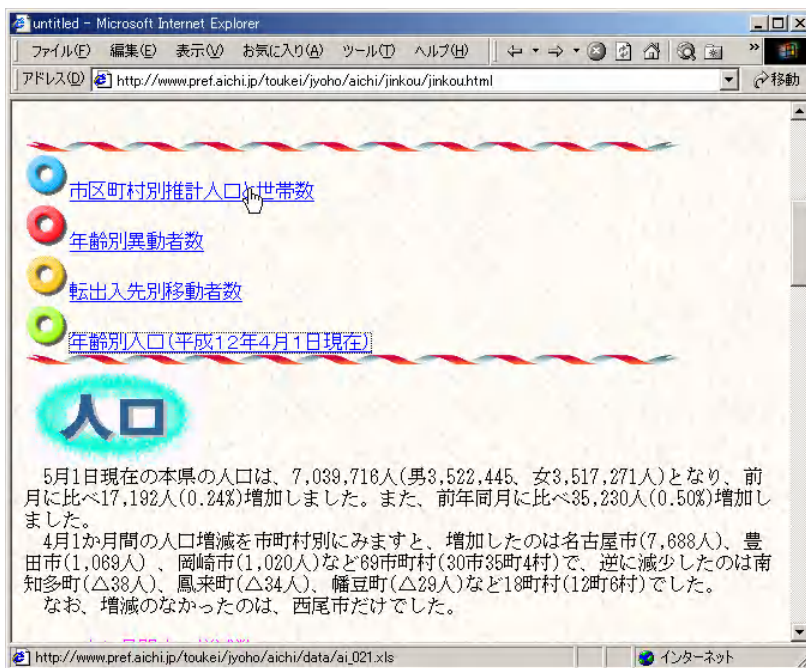 untitled - Microsoft Internet Explorer
ファイル(F) 編集(E) 表示(V) お気に入り(A) ツール(T) ヘルプ(H) »
アドレス(D) http://www.pref.aichi.jp/toukei/jyoho/aichi/jinkou/jinkou.html 移動
市区町村別推計人口と世帯数
年齢別異動者数
転出入先別移動者数
年齢別人口(平成12年4月1日現在)
人口
5月1日現在の本県の人口は、7,039,716人(男3,522,445、女3,517,271人)となり、前
月に比べ17,192人(0.24%)増加しました。また、前年同月に比べ35,230人(0.50%)増加し
ました。
4月1か月間の人口増減を市町村別にみますと、増加したのは名古屋市(7,688人)、豊
田市(1,069人) 、岡崎市(1,020人)など69市町村(30市35町4村)で、逆に減少したのは南
知多町(△38人)、鳳来町(△34人)、幡豆町(△29人)など18町村(12町6村)でした。
なお、増減のなかったのは、西尾市だけでした。
http://www.pref.aichi.jp/toukei/jyoho/aichi/data/ai_021.xls インターネット